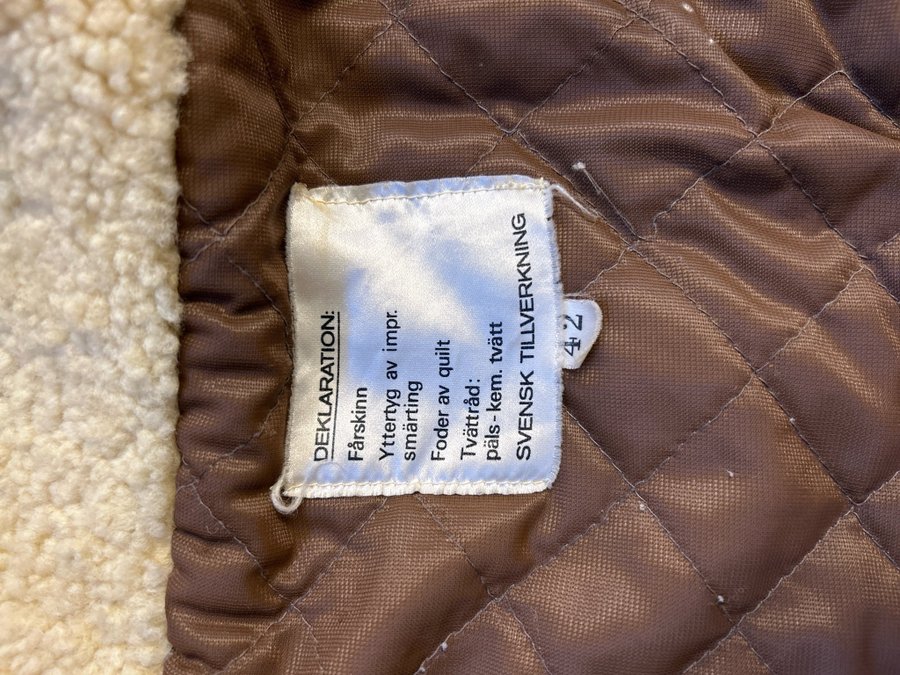 DEKLARATION:
Fårskinn
Yttertyg av impr.
smärting
Foder av quilt
Tvättråd:
päls-kem. tvätt
SVENSK TILLVERKNING
42